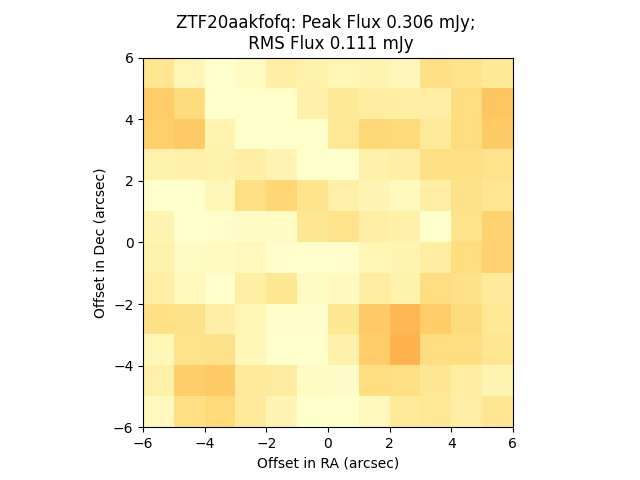 ZTF20aakfofq: Peak Flux 0.306 mJy;
RMS Flux 0.111 mJy
6
4
2
0
−2
−4
−6
Offset in Dec (arcsec)
−6 −4 −2 0 2 4 6
Offset in RA (arcsec)